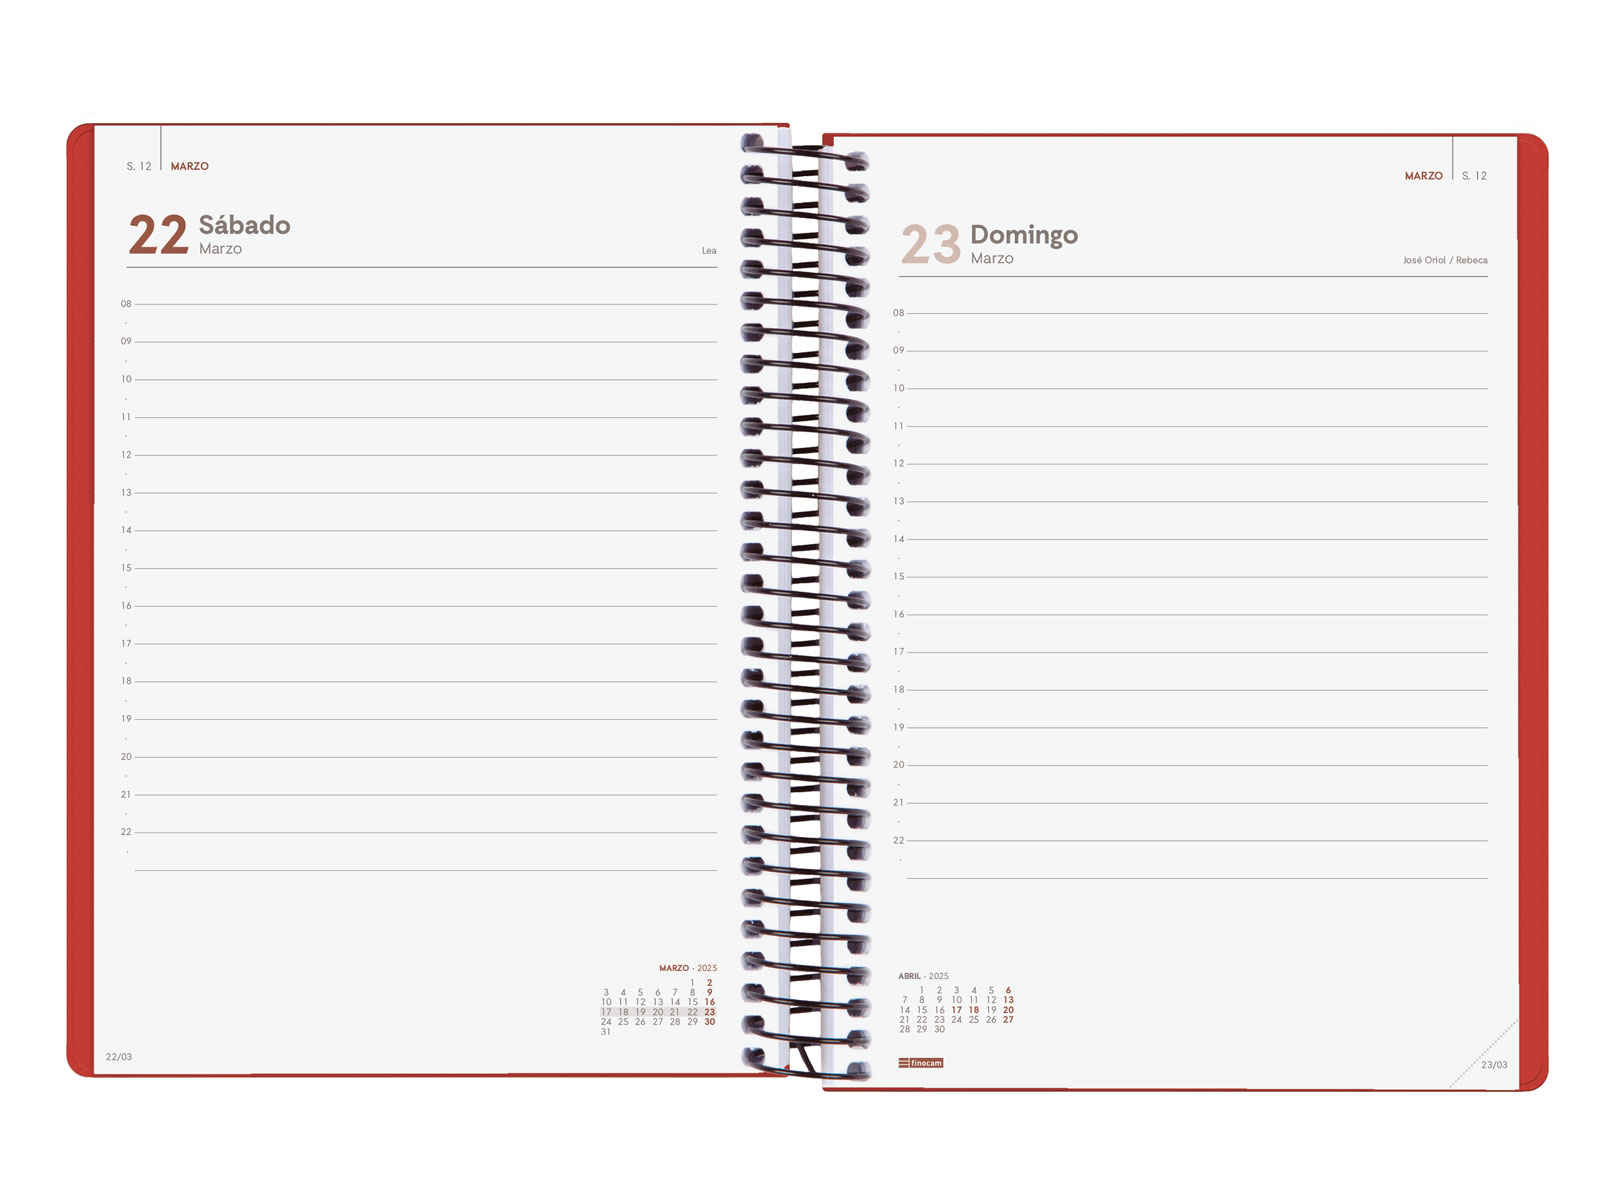 S. 12 MARZO
22 Sábado
Marzo
Lea
08
09
10
11
12
13
14
15
16
17
18
19
20
21
22
MARZO · 2025
1 2
3 4 5 6 7 8 9
10 11 12 13 14 15 16
17 18 19 20 21 22 23
24 25 26 27 28 29 30
31
22/03
MARZO S. 12
23 Domingo
Marzo
José Oriol / Rebeca
08
09
10
11
12
13
14
15
16
17
18
19
20
21
22
ABRIL · 2025
1 2 3 4 5 6
7 8 9 10 11 12 13
14 15 16 17 18 19 20
21 22 23 24 25 26 27
28 29 30
finocam
23/03